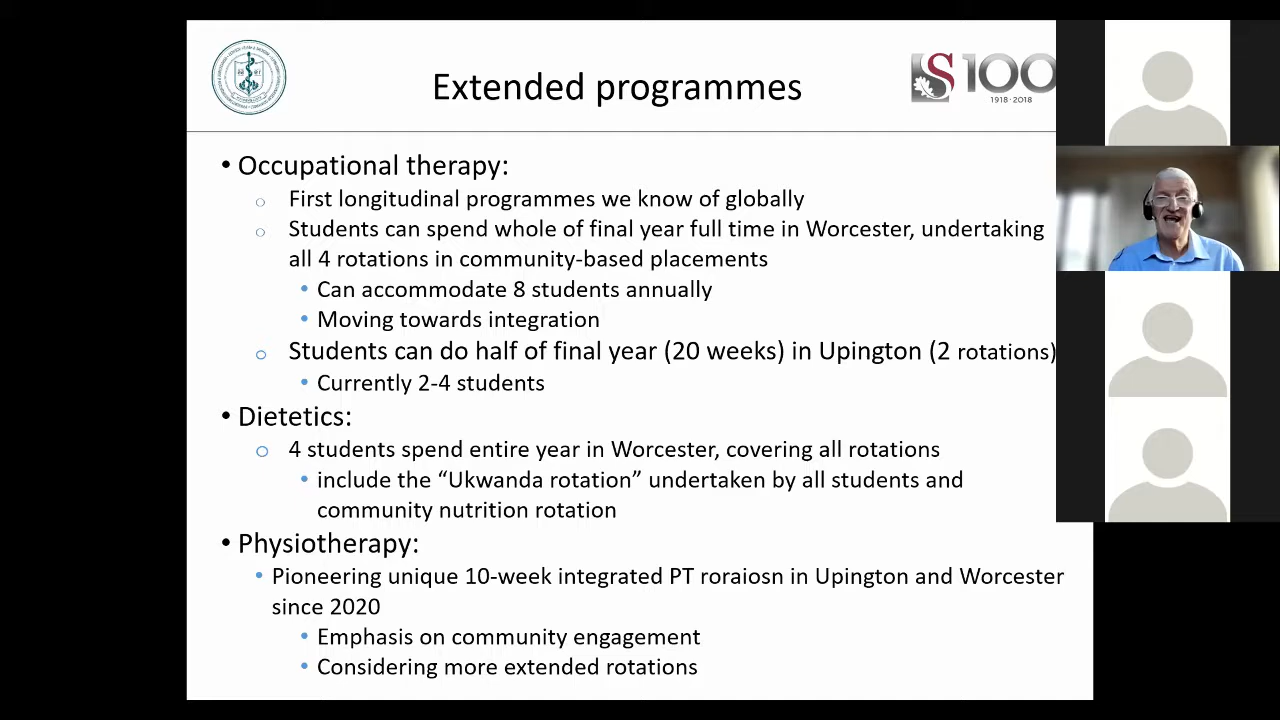 Extended programmes
S100
1918 · 2018
• Occupational therapy:
○ First longitudinal programmes we know of globally
○ Students can spend whole of final year full time in Worcester, undertaking
all 4 rotations in community-based placements
• Can accommodate 8 students annually
• Moving towards integration
○ Students can do half of final year (20 weeks) in Upington (2 rotations)
• Currently 2-4 students
• Dietetics:
○ 4 students spend entire year in Worcester, covering all rotations
• include the “Ukwanda rotation” undertaken by all students and
community nutrition rotation
• Physiotherapy:
• Pioneering unique 10-week integrated PT roraiosn in Upington and Worcester
since 2020
• Emphasis on community engagement
• Considering more extended rotations